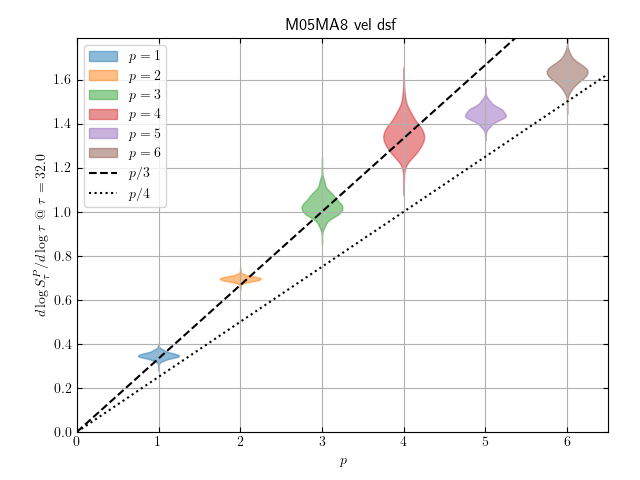 M05MA8 vel dsf
d log S_τ^P / d log τ @ τ = 32.0
1.6
1.4
1.2
1.0
0.8
0.6
0.4
0.2
0.0
p = 1
p = 2
p = 3
p = 4
p = 5
p = 6
p/3
p/4
0 1 2 3 4 5 6
p